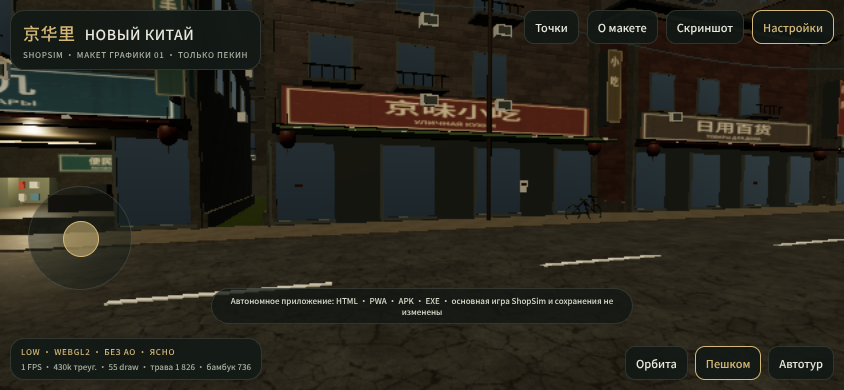 京华里 НОВЫЙ КИТАЙ
SHOPSIM • МАКЕТ ГРАФИКИ 01 • ТОЛЬКО ПЕКИН
Точки
О макете
Скриншот
Настройки
小吃
京味小吃
УЛИЧНАЯ КУХНЯ
日用百货
Автономное приложение: HTML • PWA • APK • EXE • основная игра ShopSim и сохранения не
изменены
LOW • WEBGL2 • БЕЗ AO • ЯСНО
1 FPS • 430k треуг. • 55 draw • трава 1 826 • бамбук 736
Орбита
Пешком
Автотур